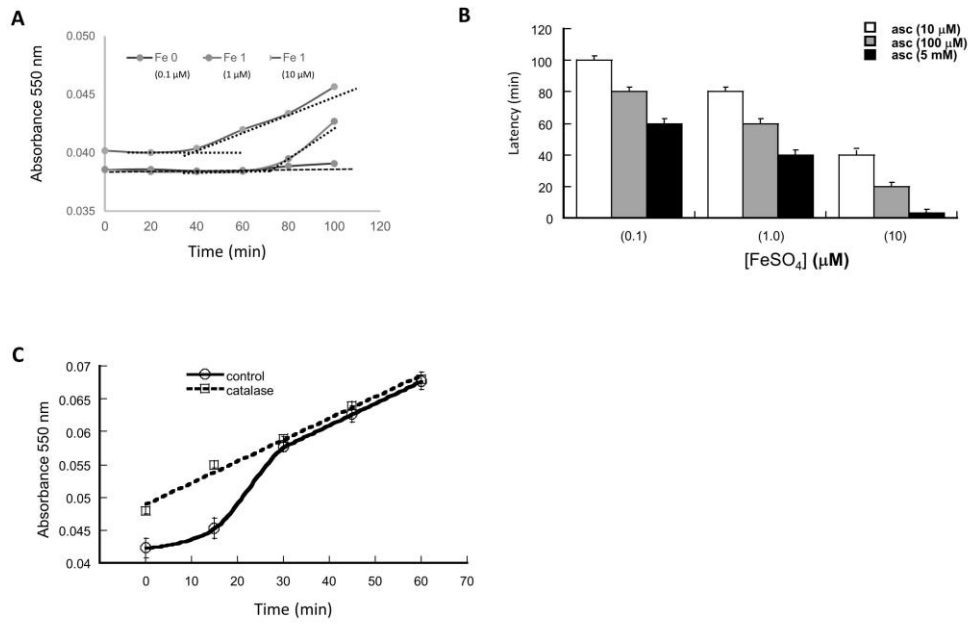 A
0.050
0.045
0.040
0.035
Absorbance 550 nm
Fe 0 Fe 1 Fe 1
(0.1 µM) (1 µM) (10 µM)
0 20 40 60 80 100 120
Time (min)
B
asc (10 µM)
asc (100 µM)
asc (5 mM)
120
100
80
60
40
20
0
Latency (min)
(0.1) (1.0) (10)
[FeSO4] (µM)
C
0.07
0.065
0.06
0.055
0.05
0.045
0.04
Absorbance 550 nm
control
catalase
0 10 20 30 40 50 60 70
Time (min)